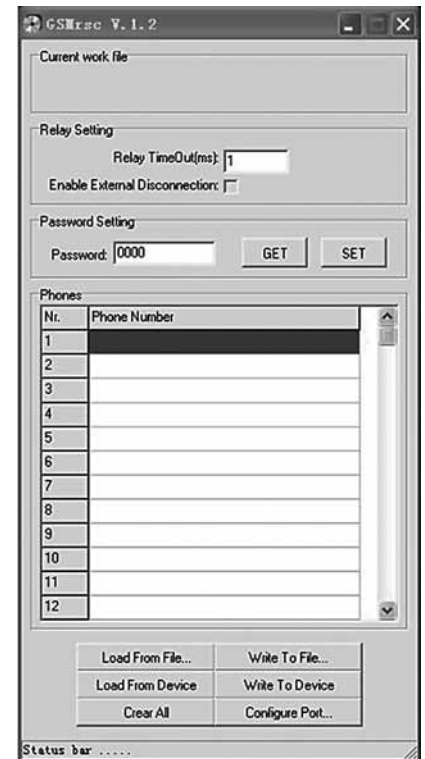 GSMrsc V.1.2
Current work file
Relay Setting
Relay TimeOut(ms): 1
Enable External Disconnection:
Password Setting
Password: 0000 GET SET
Phones
Nr. Phone Number
1
2
3
4
5
6
7
8
9
10
11
12
Load From File... Write To File...
Load From Device Write To Device
Crear All Configure Port...
Status bar .....